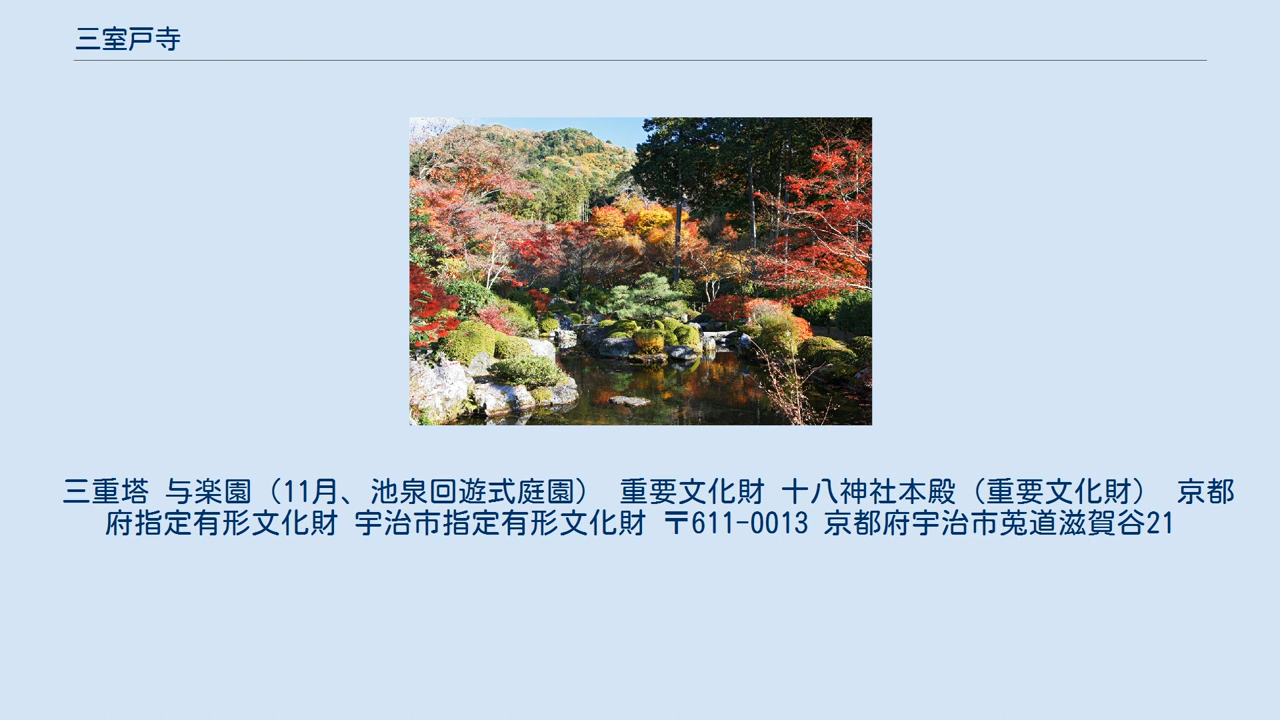 三室戸寺
三重塔 与楽園（11月、池泉回遊式庭園） 重要文化財 十八神社本殿（重要文化財） 京都
府指定有形文化財 宇治市指定有形文化財 〒611-0013 京都府宇治市莵道滋賀谷21